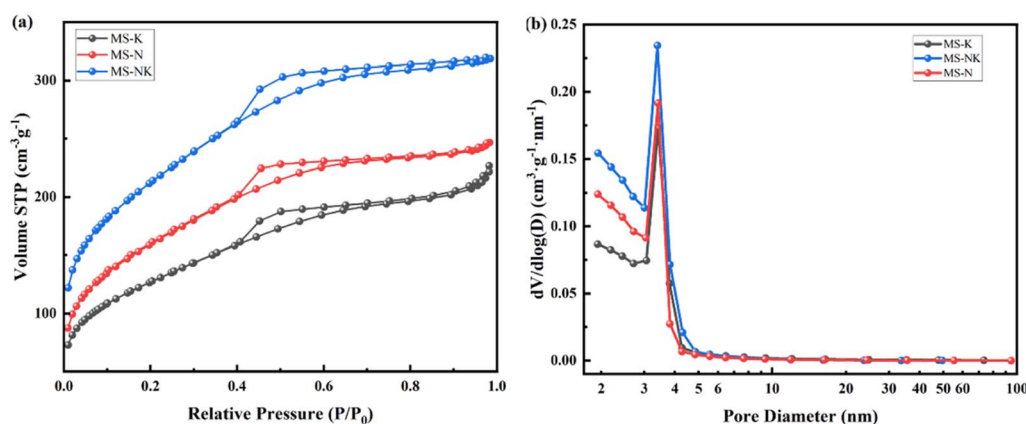 (a)
MS-K
MS-N
MS-NK
Volume STP (cm⁻³g⁻¹)
300
200
100
0.0 0.2 0.4 0.6 0.8 1.0
Relative Pressure (P/P₀)
(b)
MS-K
MS-NK
MS-N
dV/dlog(D) (cm³·g⁻¹·nm⁻¹)
0.25
0.20
0.15
0.10
0.05
0.00
2 3 4 5 6 10 20 30 40 50 60 100
Pore Diameter (nm)